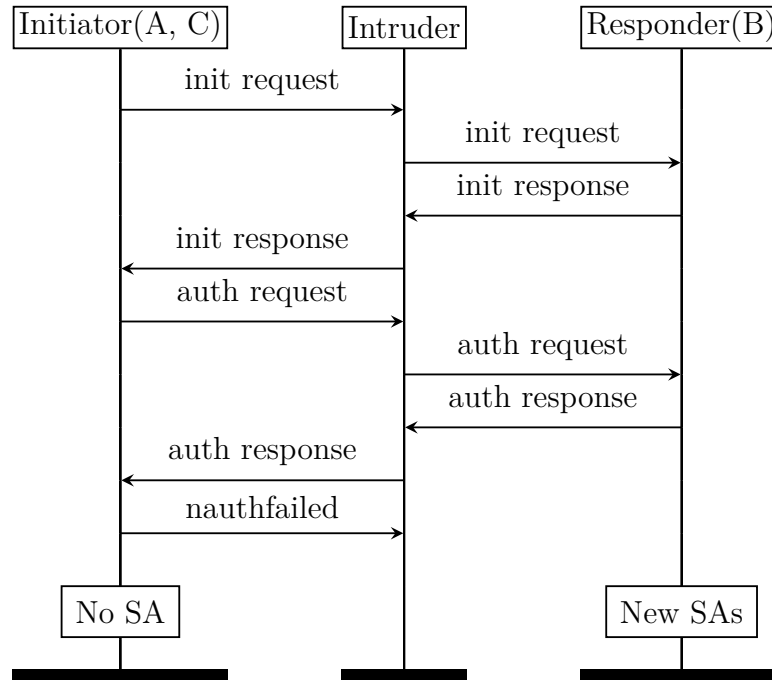 Initiator(A, C)
Intruder
Responder(B)
init request
init request
init response
init response
auth request
auth request
auth response
auth response
nauthfailed
No SA
New SAs